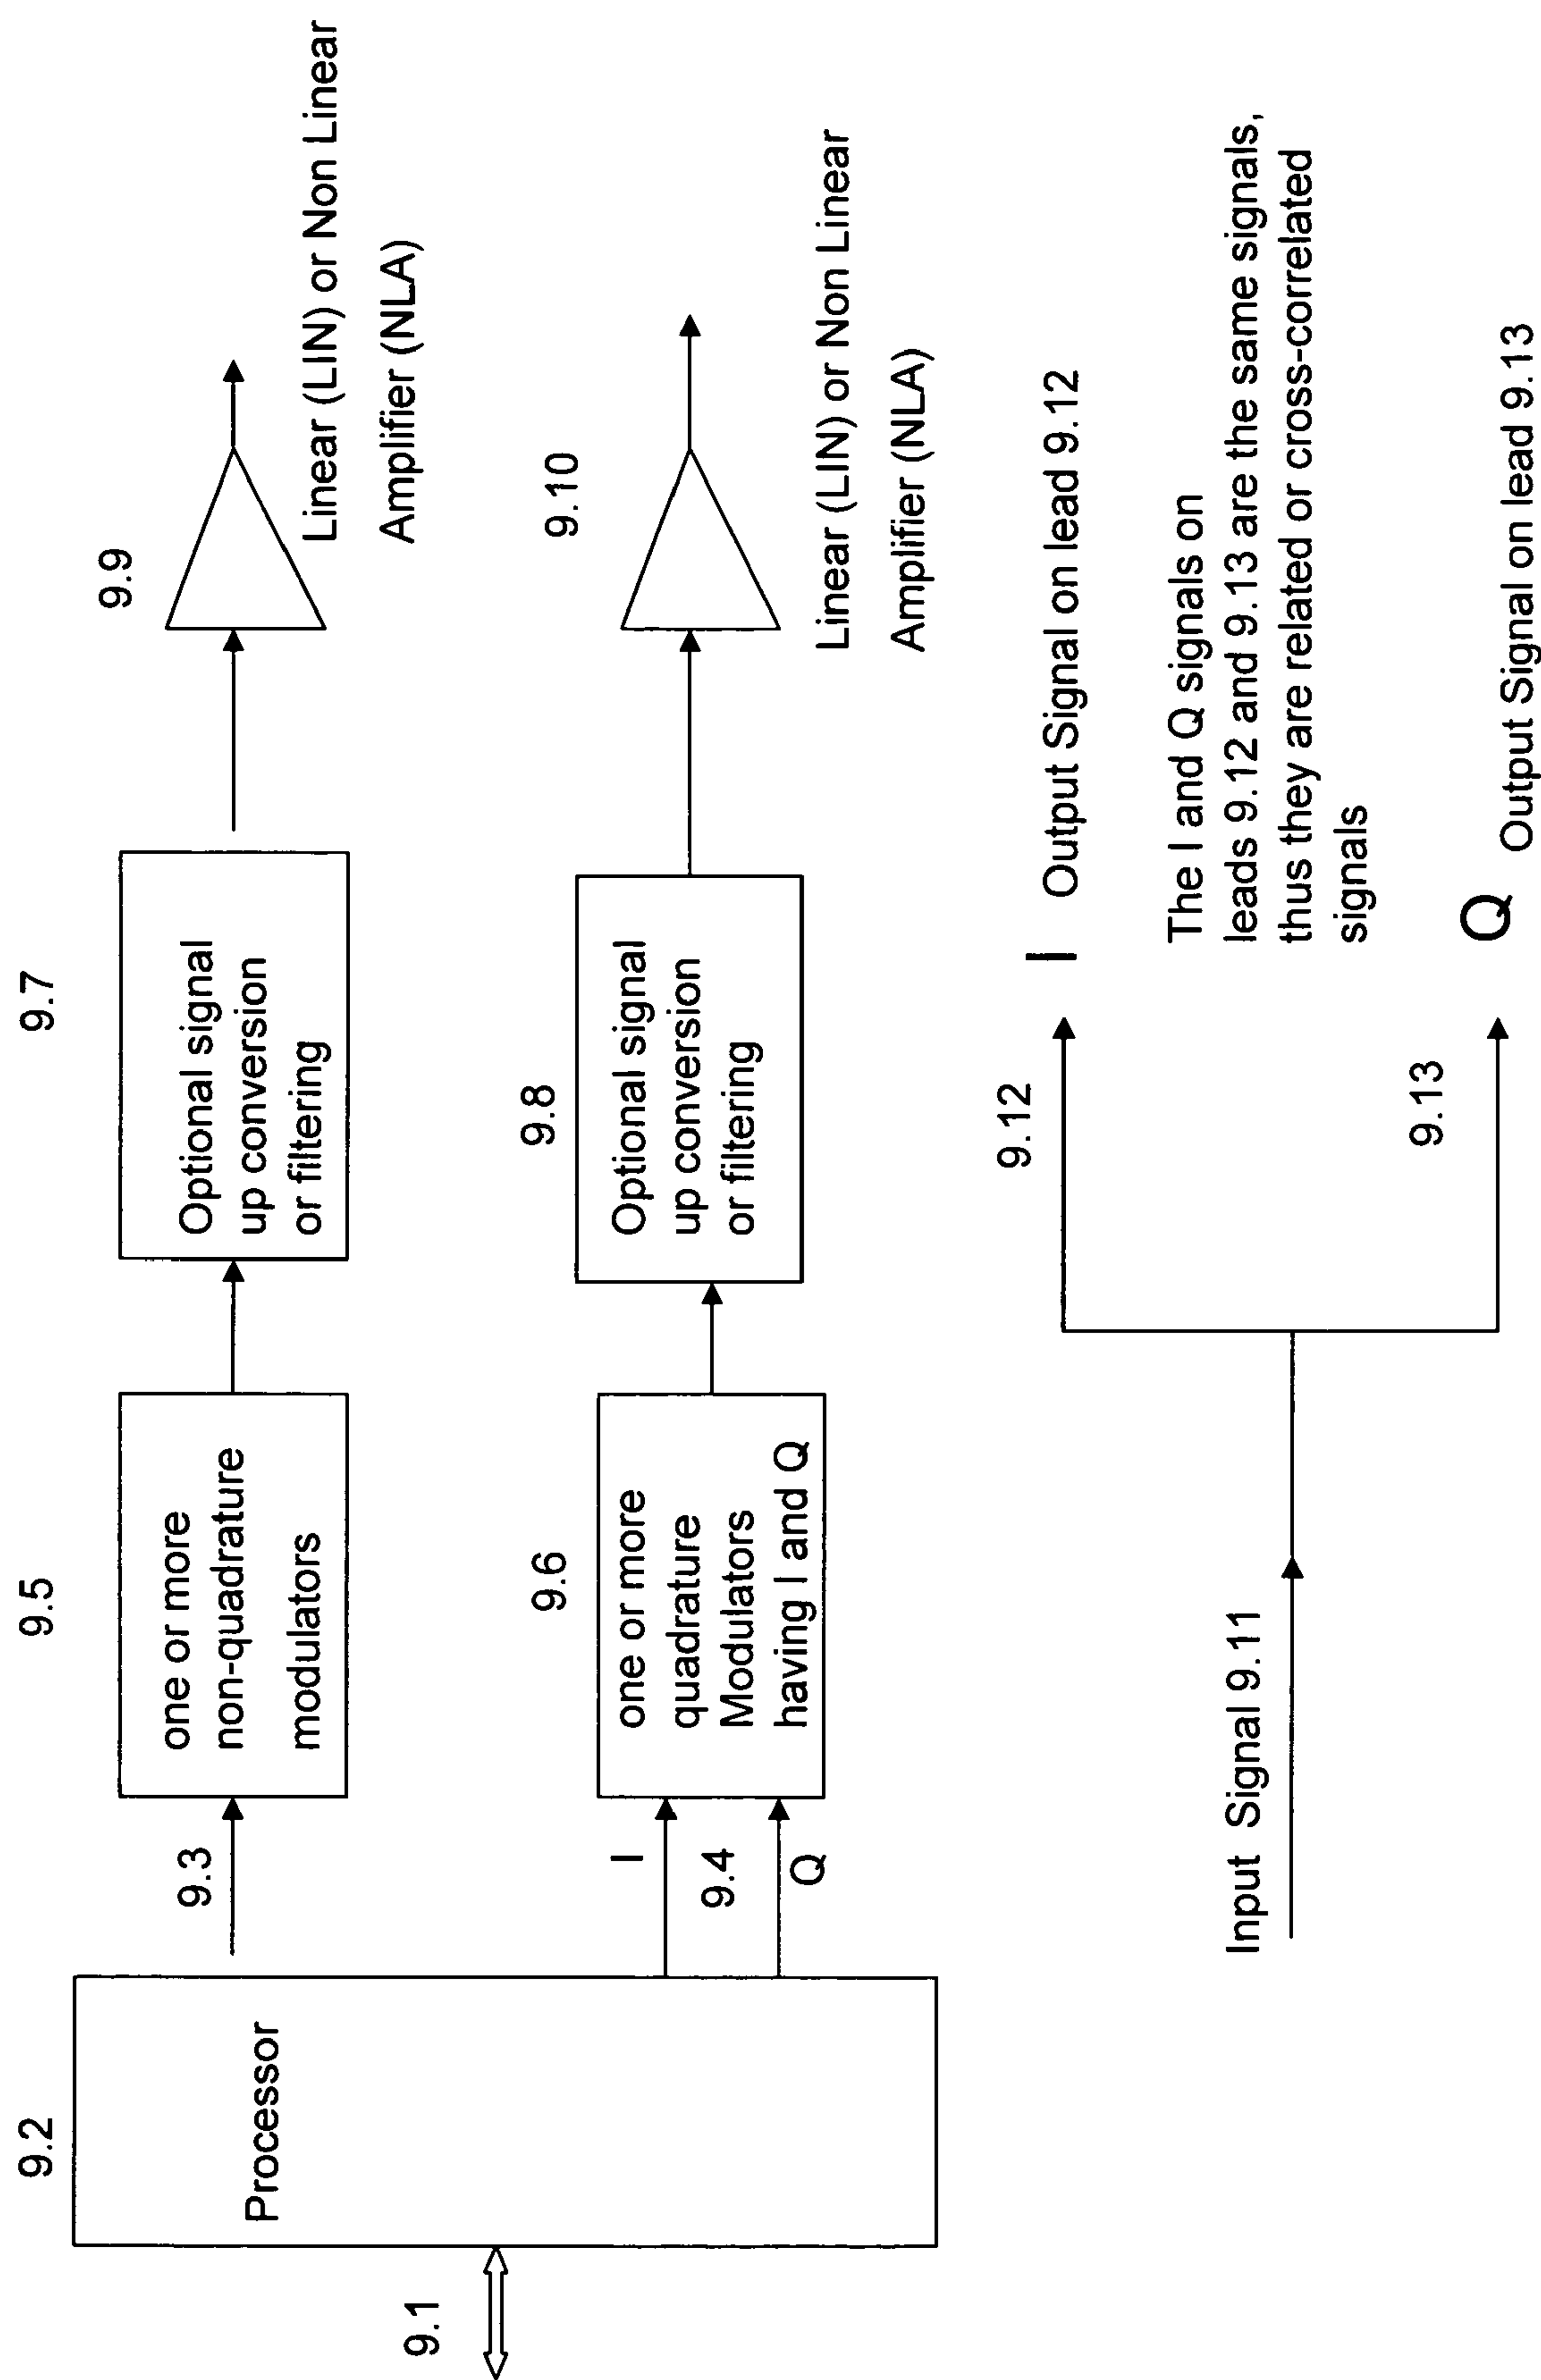 9.2
9.5
9.7
9.9
Processor
9.3
one or more
non-quadrature
modulators
Optional signal
up conversion
or filtering
Linear (LIN) or Non Linear
Amplifier (NLA)
9.1
9.6
9.8
9.10
I
9.4
Q
one or more
quadrature
Modulators
having I and Q
Optional signal
up conversion
or filtering
Linear (LIN) or Non Linear
Amplifier (NLA)
9.12
I Output Signal on lead 9.12
Input Signal 9.11
The I and Q signals on
leads 9.12 and 9.13 are the same signals,
thus they are related or cross-correlated
signals
9.13
Q Output Signal on lead 9.13